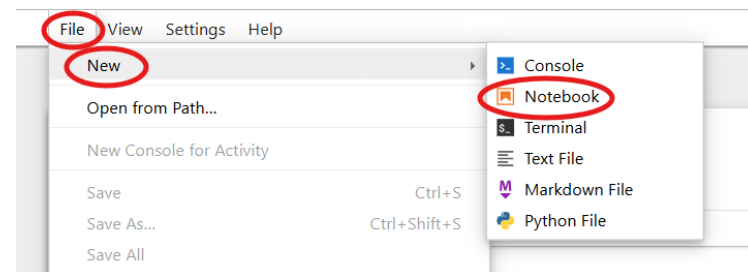 File View Settings Help
New
Open from Path...
New Console for Activity
Save Ctrl+S
Save As... Ctrl+Shift+S
Save All
Console
Notebook
Terminal
Text File
Markdown File
Python File